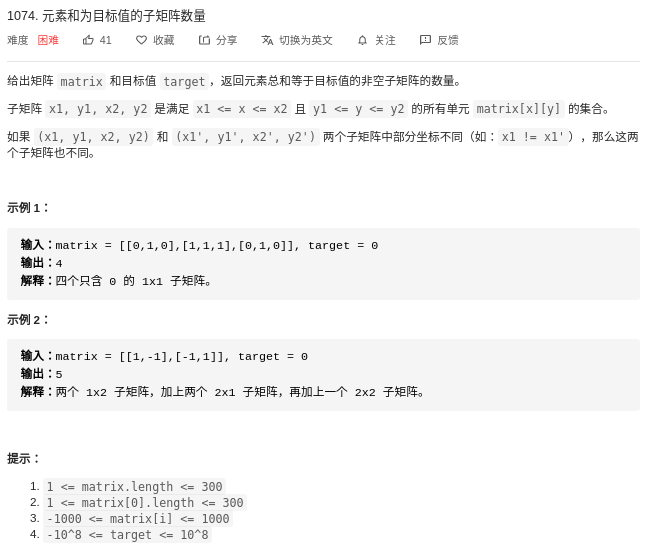 1074. 元素和为目标值的子矩阵数量
难度 困难 41 收藏 分享 切换为英文 关注 反馈
给出矩阵 matrix 和目标值 target，返回元素总和等于目标值的非空子矩阵的数量。
子矩阵 x1, y1, x2, y2 是满足 x1 <= x <= x2 且 y1 <= y <= y2 的所有单元 matrix[x][y] 的集合。
如果 (x1, y1, x2, y2) 和 (x1', y1', x2', y2') 两个子矩阵中部分坐标不同（如：x1 != x1'），那么这两
个子矩阵也不同。
示例 1：
输入：matrix = [[0,1,0],[1,1,1],[0,1,0]], target = 0
输出：4
解释：四个只含 0 的 1x1 子矩阵。
示例 2：
输入：matrix = [[1,-1],[-1,1]], target = 0
输出：5
解释：两个 1x2 子矩阵，加上两个 2x1 子矩阵，再加上一个 2x2 子矩阵。
提示：
1. 1 <= matrix.length <= 300
2. 1 <= matrix[0].length <= 300
3. -1000 <= matrix[i] <= 1000
4. -10^8 <= target <= 10^8